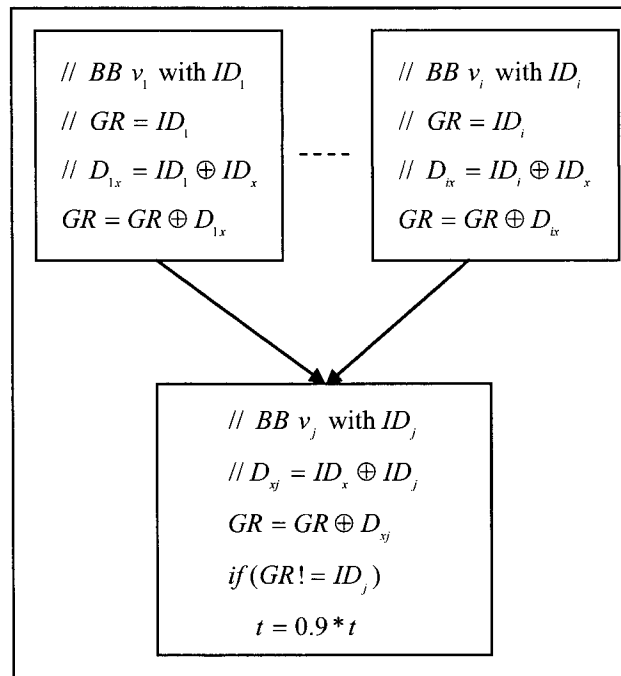 // BB v₁ with ID₁
// GR = ID₁
// D₁ₓ = ID₁ ⊕ IDₓ
GR = GR ⊕ D₁ₓ
// BB vᵢ with IDᵢ
// GR = IDᵢ
// Dᵢₓ = IDᵢ ⊕ IDₓ
GR = GR ⊕ Dᵢₓ
// BB vⱼ with IDⱼ
// Dₓⱼ = IDₓ ⊕ IDⱼ
GR = GR ⊕ Dₓⱼ
if (GR! = IDⱼ)
t = 0.9 * t